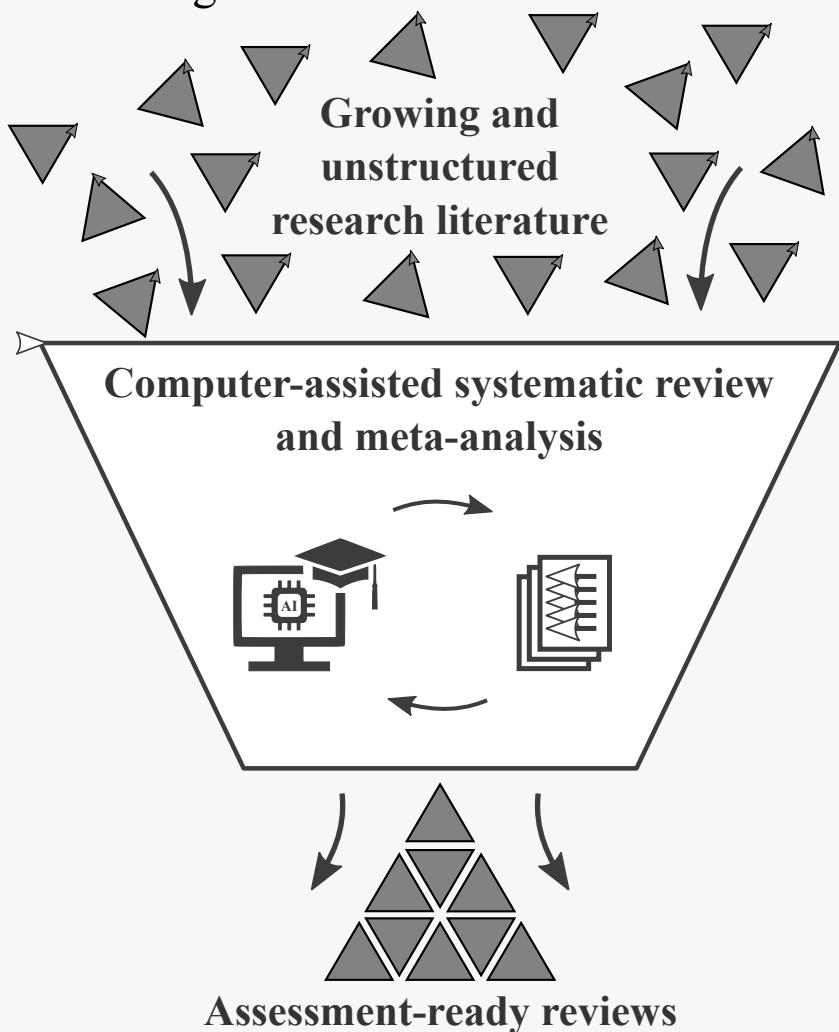 Growing and
unstructured
research literature
Computer-assisted systematic review
and meta-analysis
AI
Assessment-ready reviews